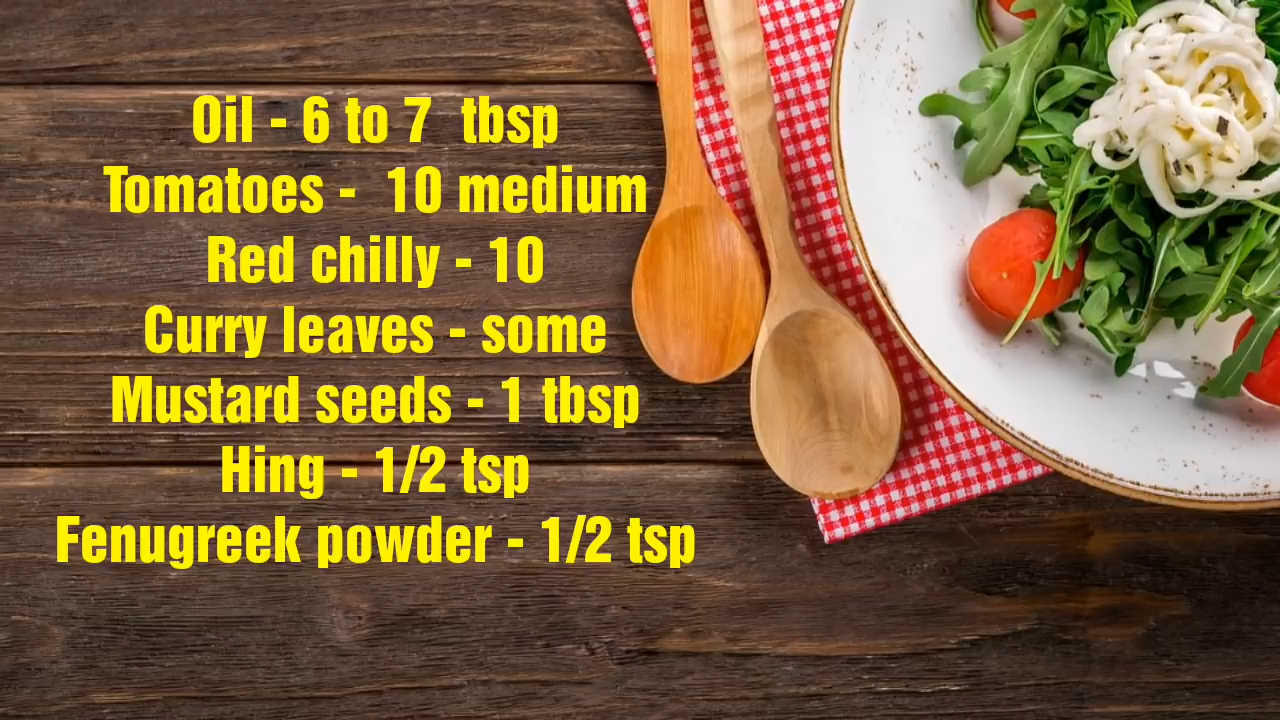 Oil - 6 to 7 tbsp
Tomatoes - 10 medium
Red chilly - 10
Curry leaves - some
Mustard seeds - 1 tbsp
Hing - 1/2 tsp
Fenugreek powder - 1/2 tsp